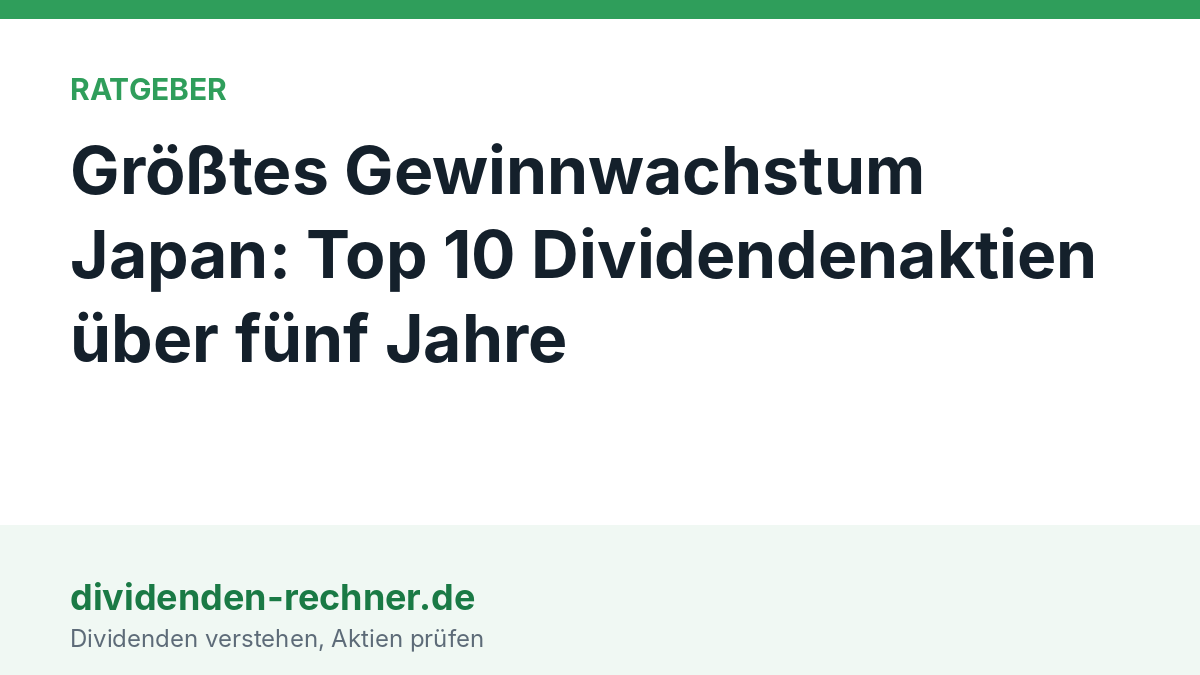 RATGEBER
Größtes Gewinnwachstum
Japan: Top 10 Dividendenaktien
über fünf Jahre
dividenden-rechner.de
Dividenden verstehen, Aktien prüfen